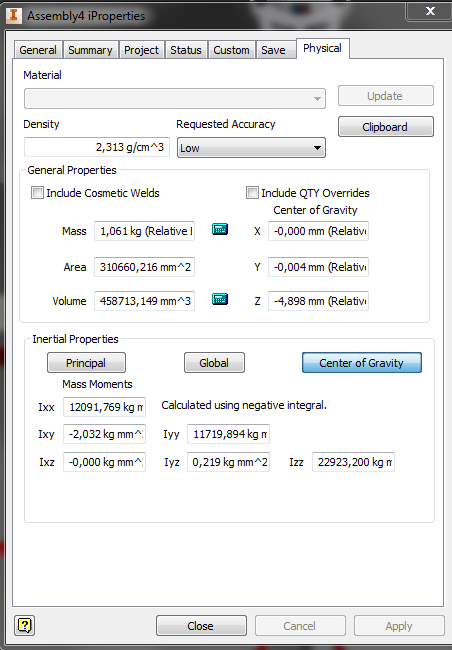 Assembly4 iProperties
General Summary Project Status Custom Save Physical
Material
Update
Density Requested Accuracy Clipboard
2,313 g/cm^3 Low
General Properties
Include Cosmetic Welds Include QTY Overrides
Center of Gravity
Mass 1,061 kg (Relative X -0,000 mm (Relative
Area 310660,216 mm^2 Y -0,004 mm (Relative
Volume 458713,149 mm^3 Z -4,898 mm (Relative
Inertial Properties
Principal Global Center of Gravity
Mass Moments
Ixx 12091,769 kg m Calculated using negative integral.
Ixy -2,032 kg mm^ Iyy 11719,894 kg m
Ixz -0,000 kg mm^ Iyz 0,219 kg mm^2 Izz 22923,200 kg m
? Close Cancel Apply